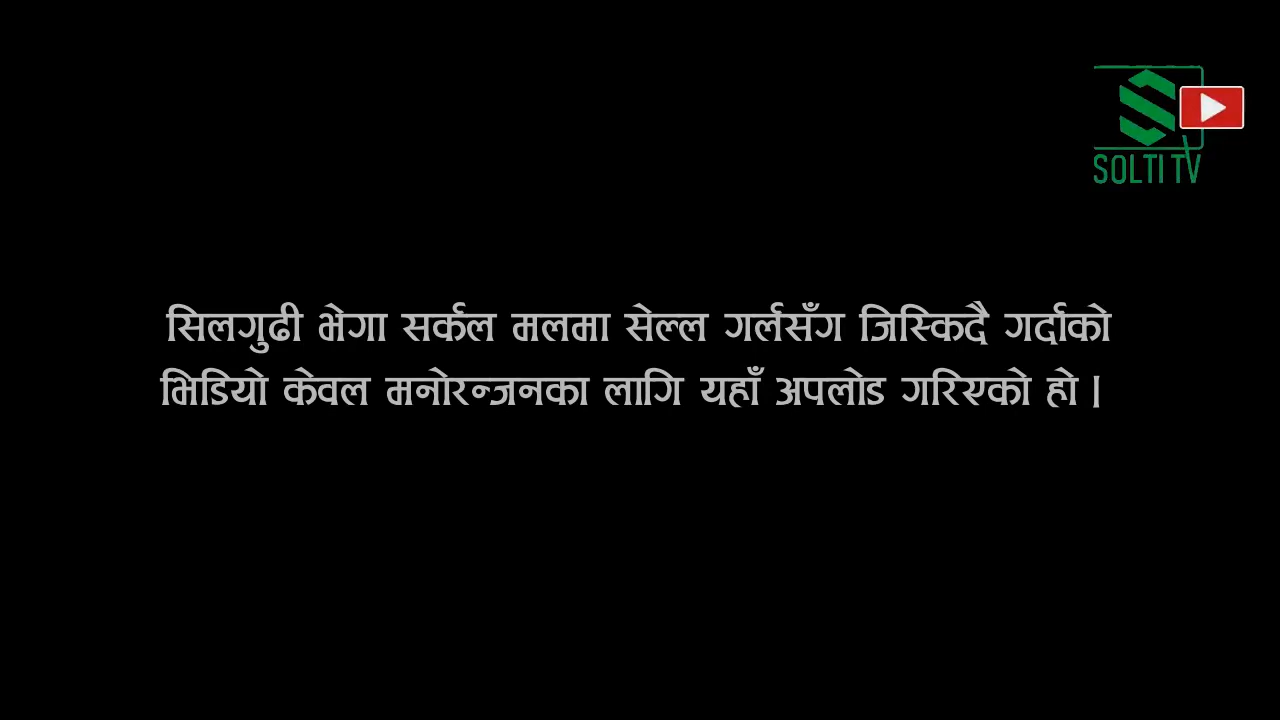 SOLTI TV
सिलगुढी भेगा सर्कल मलमा सेल्ल गर्लसँग जिस्किदै गर्दाको
भिडियो केवल मनोरन्जनका लागि यहाँ अपलोड गरिएको हो।